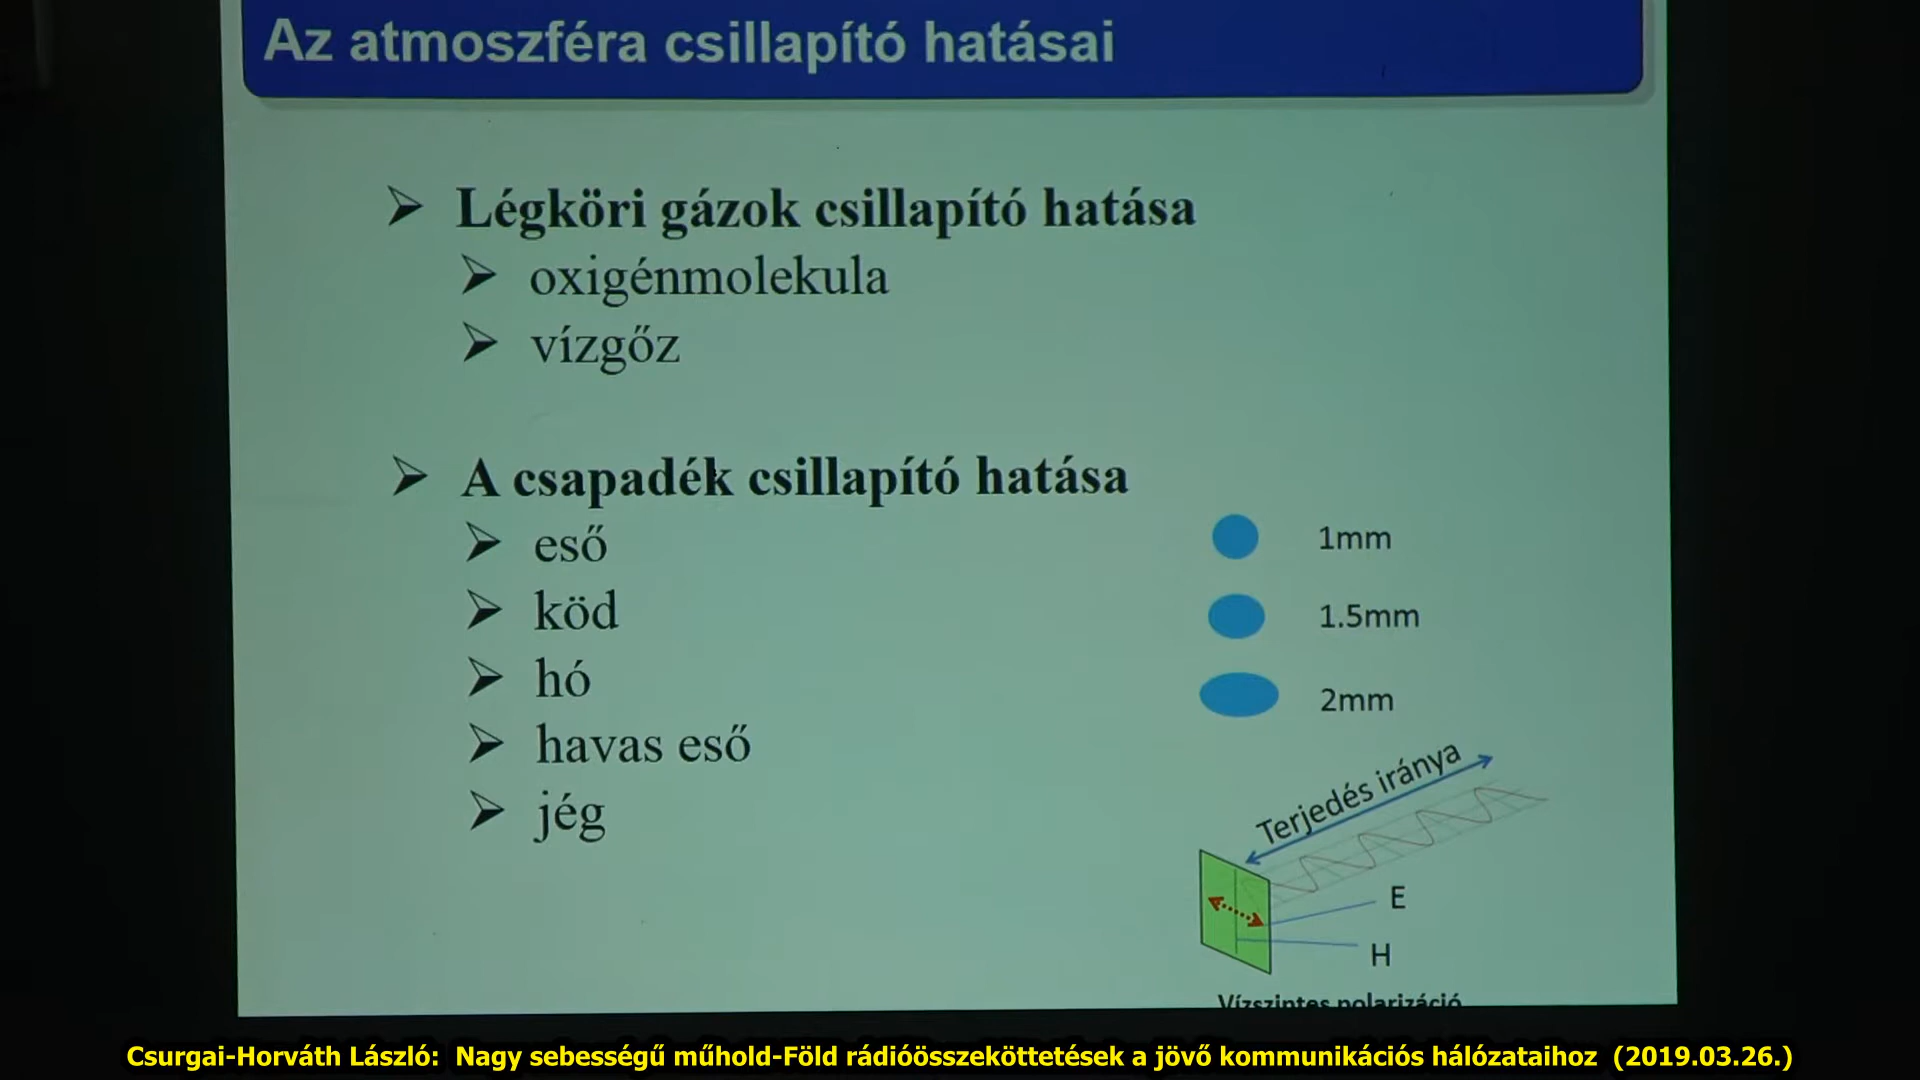 Az atmoszféra csillapító hatásai
Légköri gázok csillapító hatása
oxigénmolekula
vízgőz
A csapadék csillapító hatása
eső
köd
hó
havas eső
jég
1mm
1.5mm
2mm
Terjedés iránya
E
H
Vízszintes polarizáció
Csurgai-Horváth László: Nagy sebességű műhold-Föld rádióösszeköttetések a jövő kommunikációs hálózataihoz (2019.03.26.)